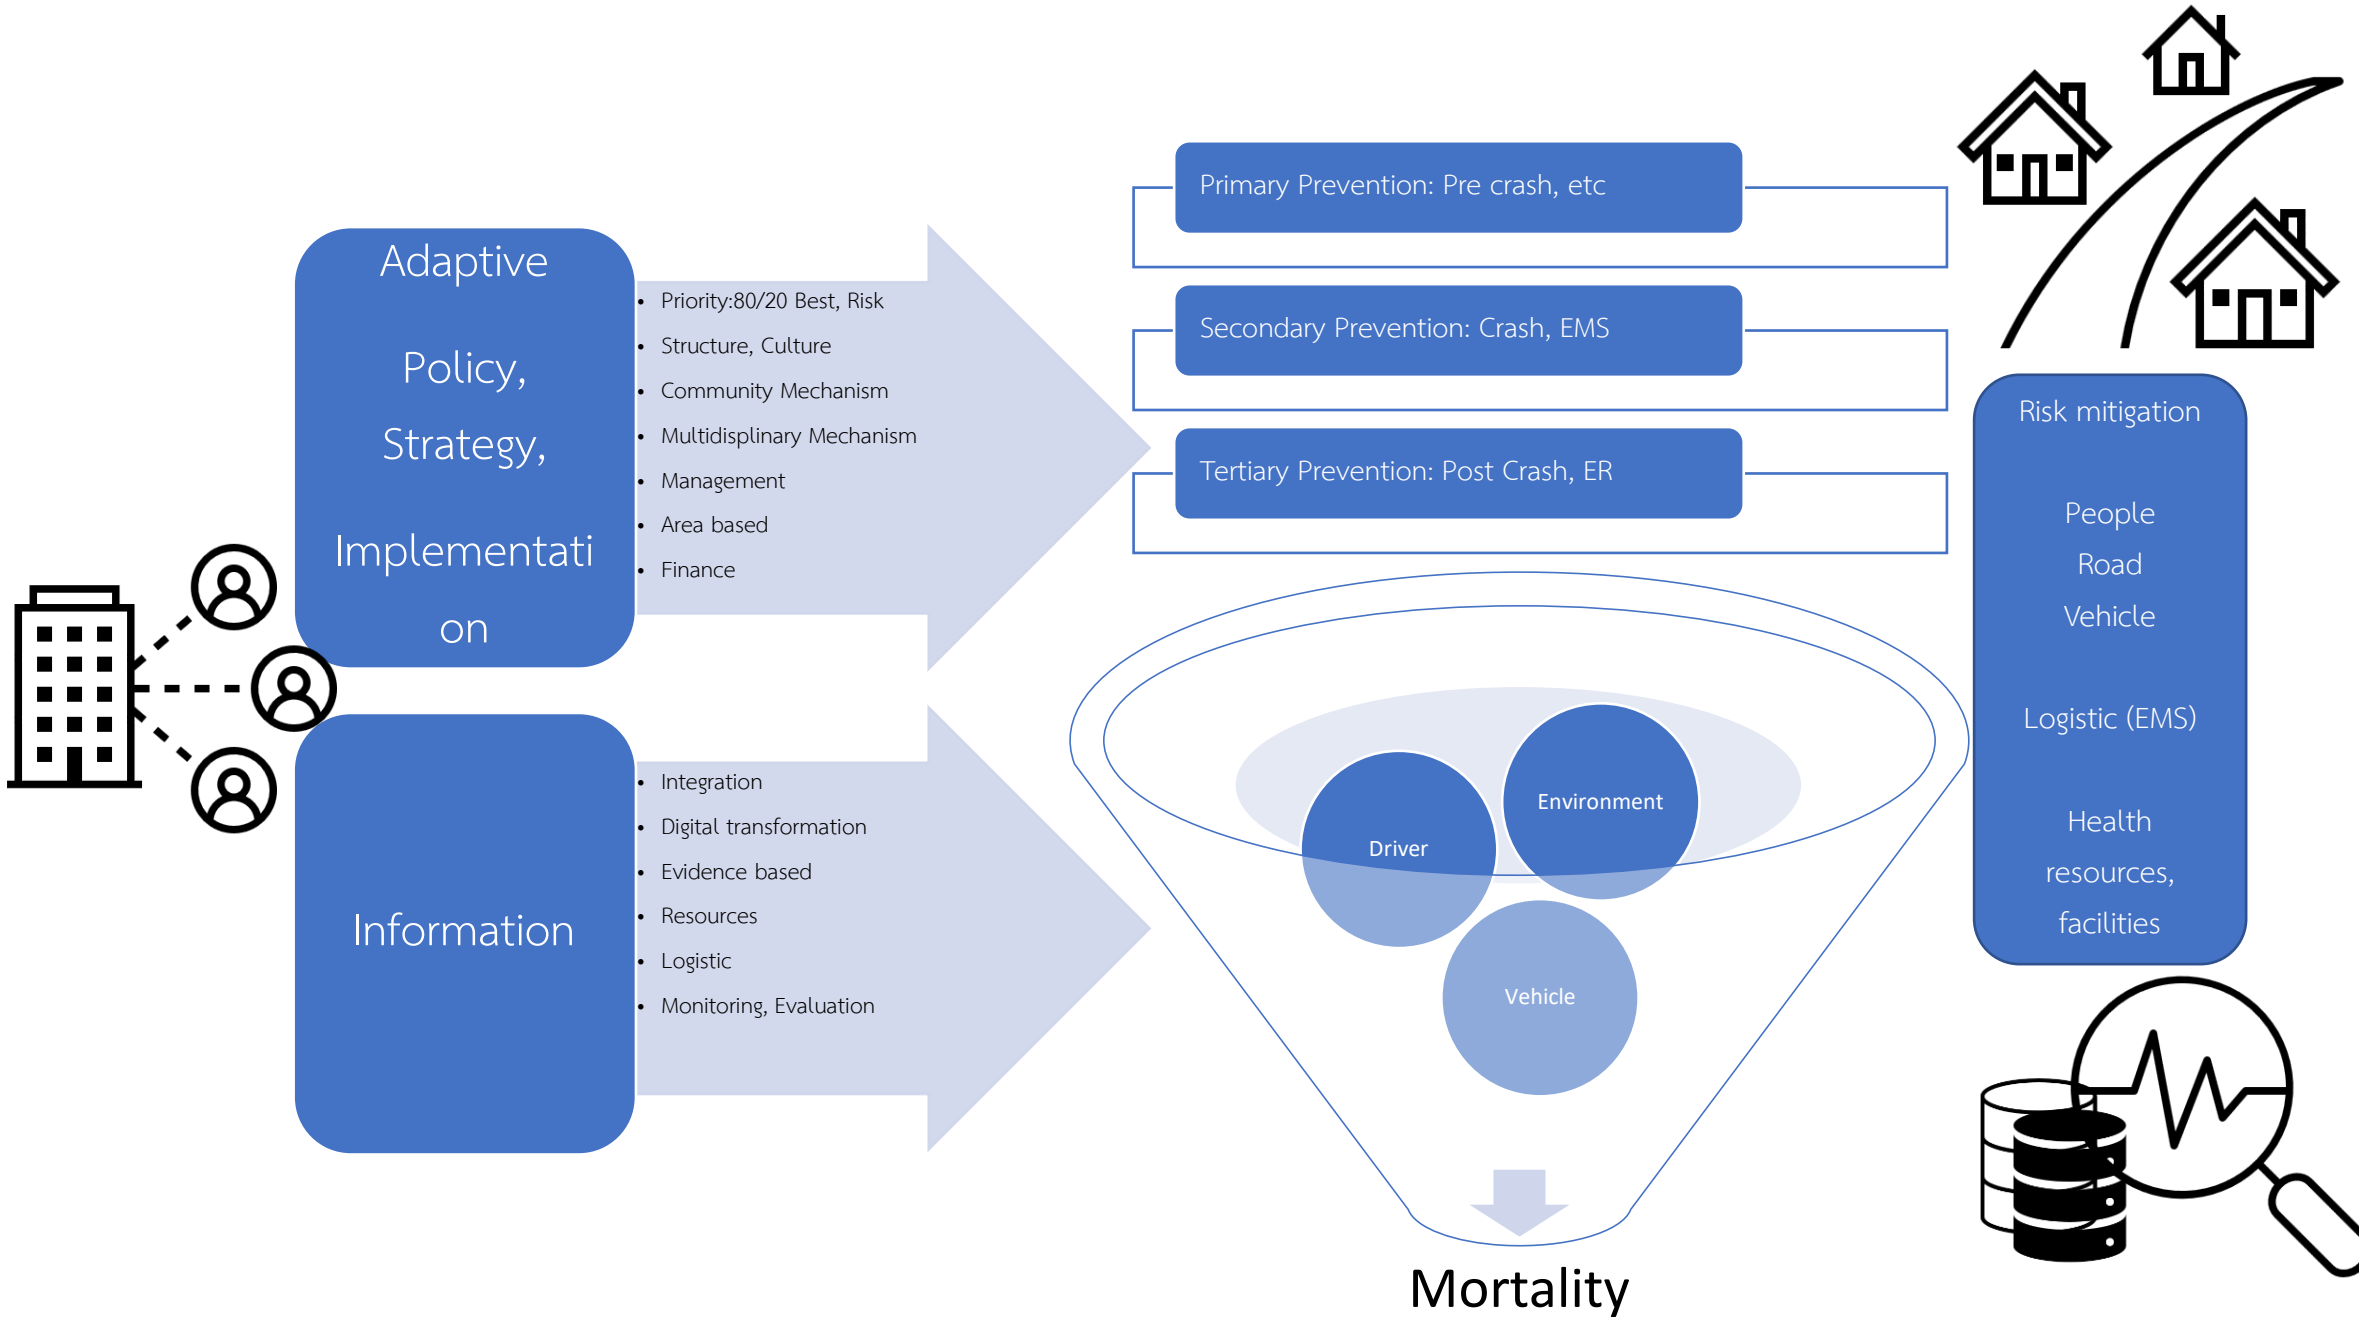 Adaptive
Policy,
Strategy,
Implementati
on
• Priority:80/20 Best, Risk
• Structure, Culture
• Community Mechanism
• Multidisplinary Mechanism
• Management
• Area based
• Finance
Information
• Integration
• Digital transformation
• Evidence based
• Resources
• Logistic
• Monitoring, Evaluation
Primary Prevention: Pre crash, etc
Secondary Prevention: Crash, EMS
Tertiary Prevention: Post Crash, ER
Environment
Driver
Vehicle
Mortality
Risk mitigation
People
Road
Vehicle
Logistic (EMS)
Health
resources,
facilities